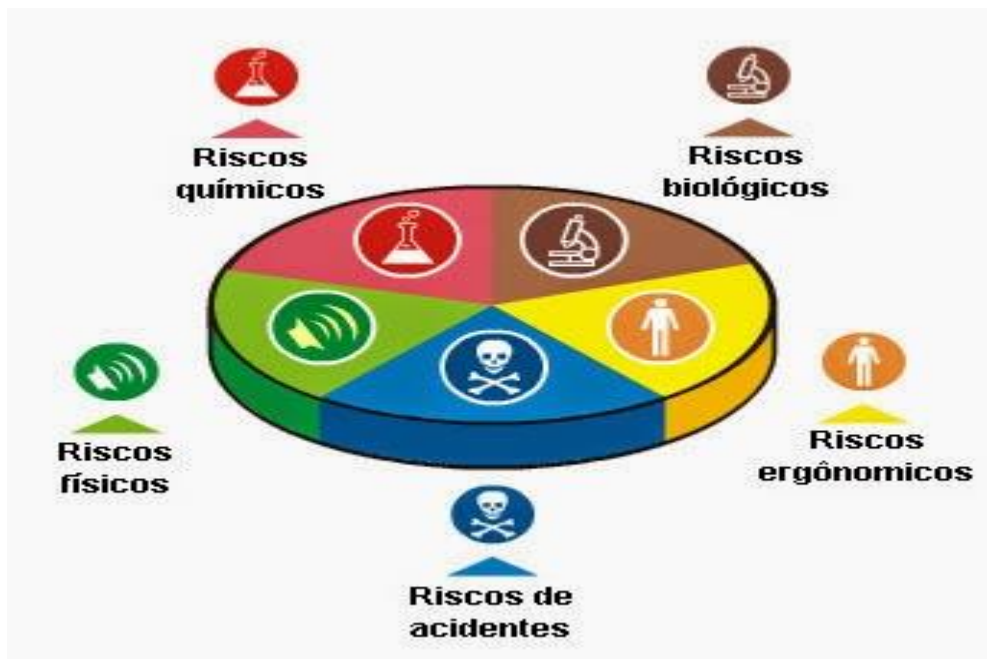 Riscos
químicos
Riscos
biológicos
Riscos
físicos
Riscos
ergônomicos
Riscos de
acidentes